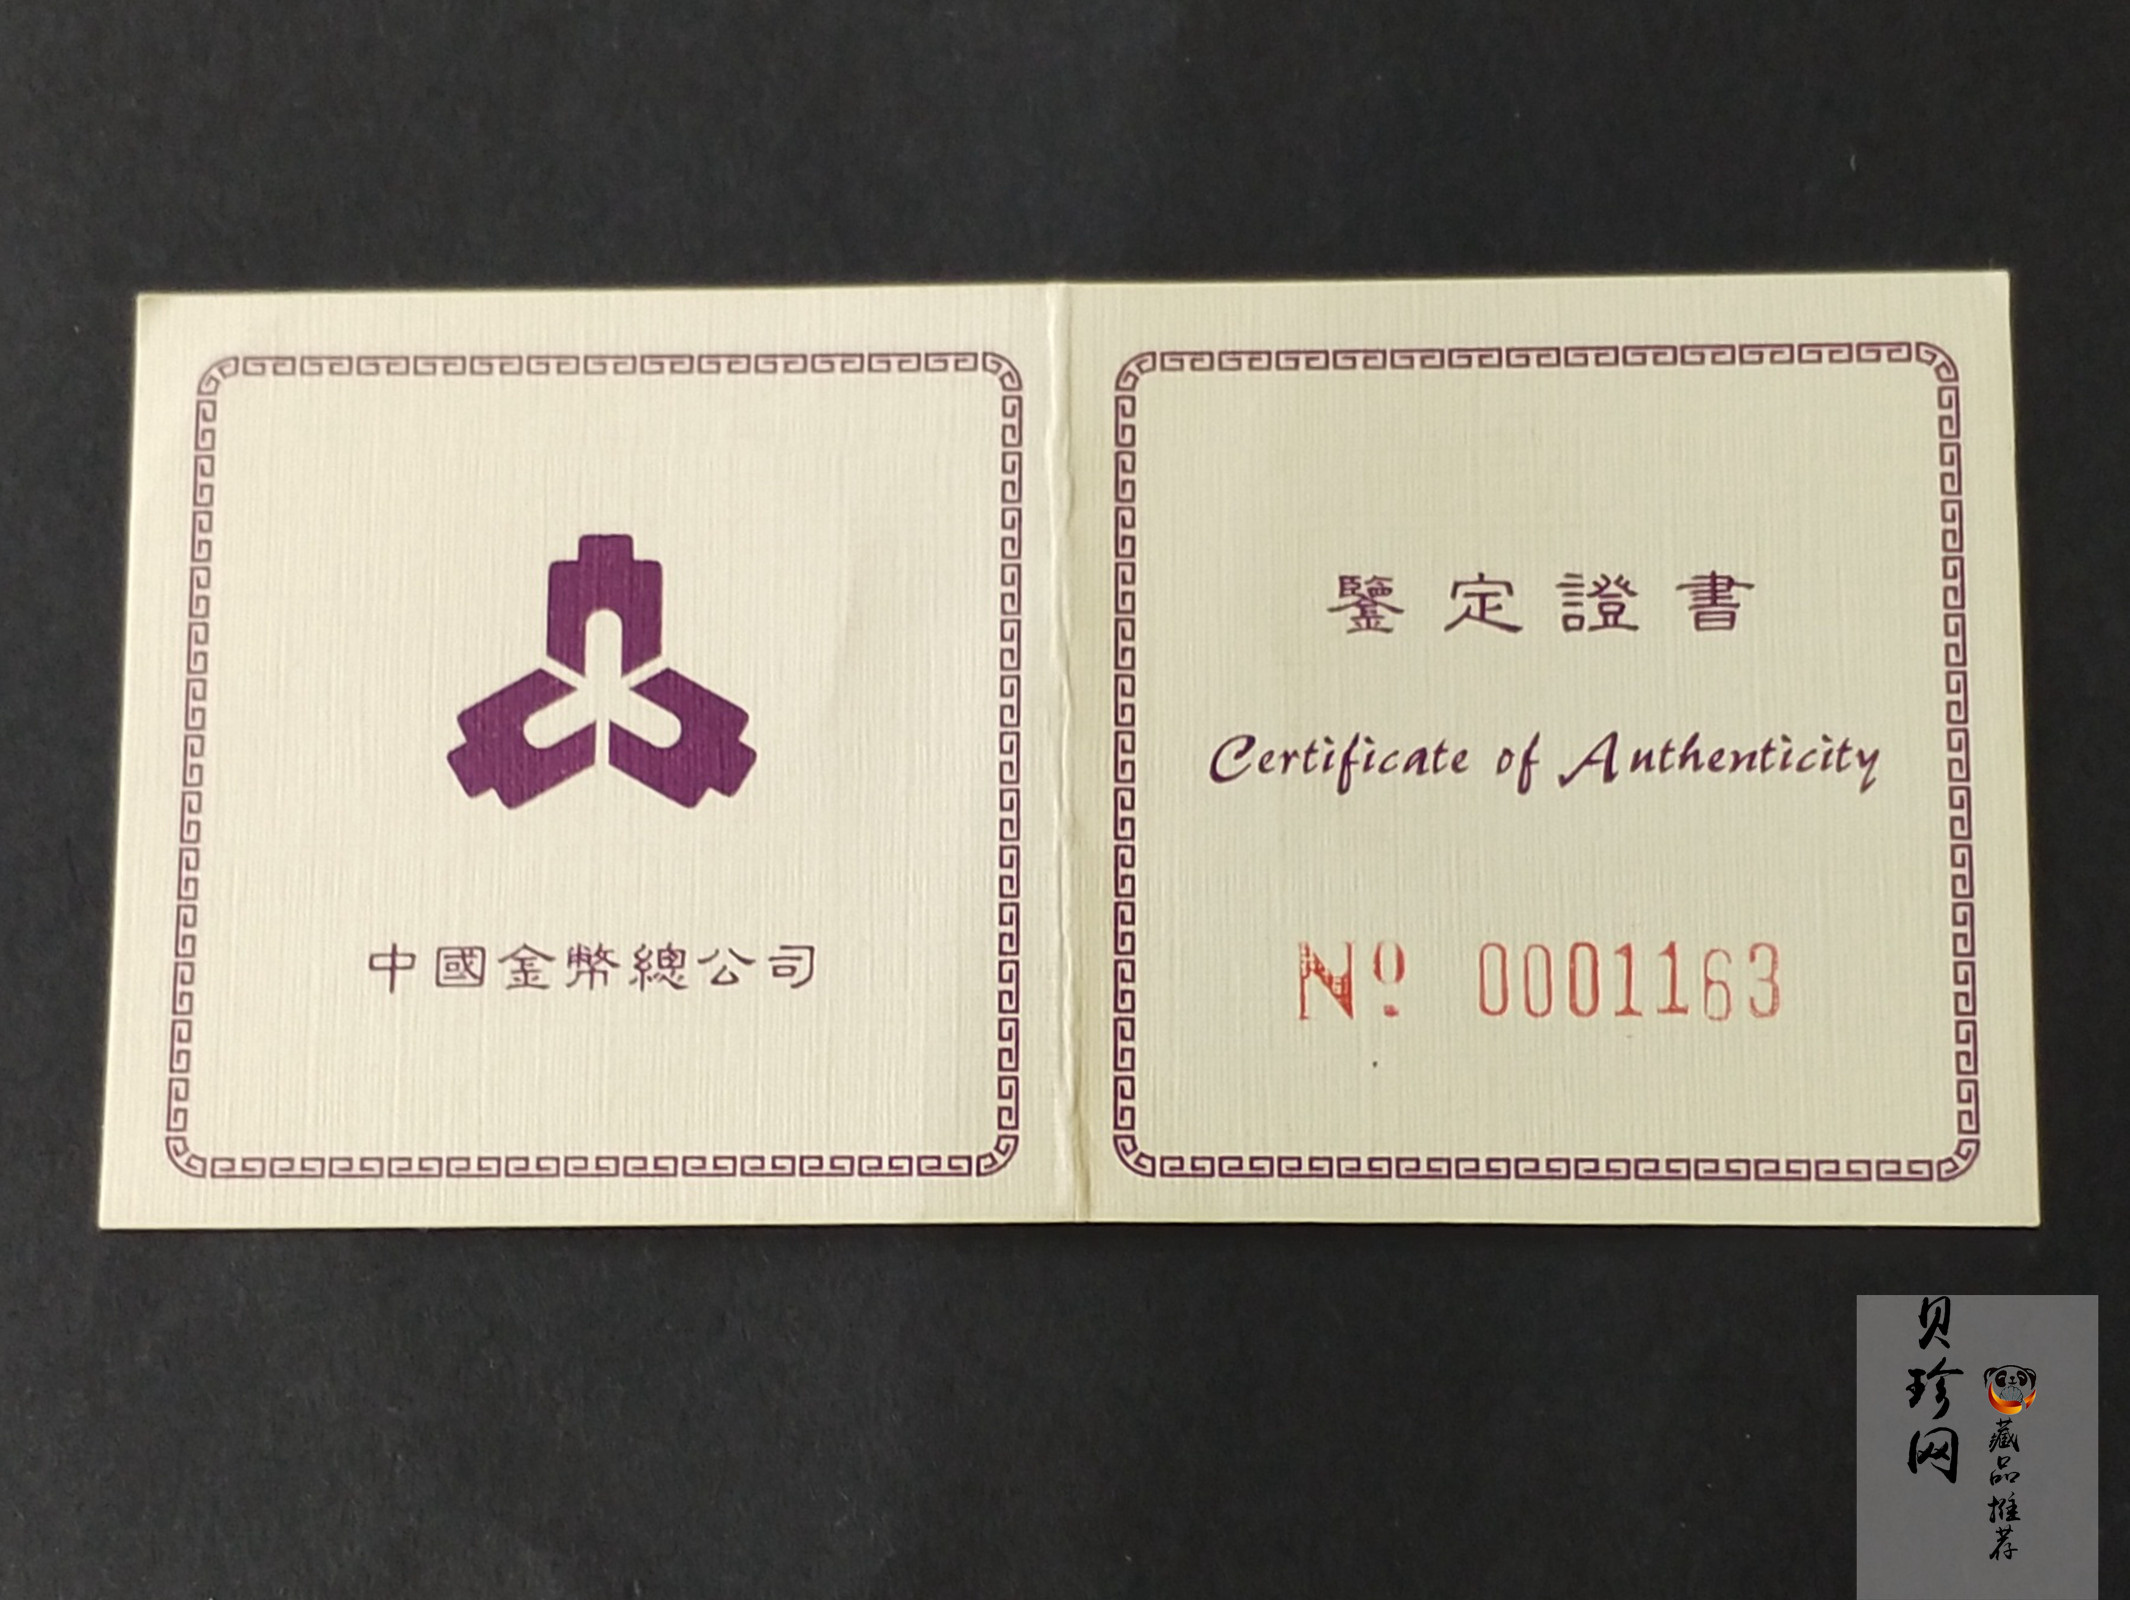 中國金幣總公司
鑒定證書
Certificate of Authenticity
Nº 0001163
贝珍网
藏品推荐